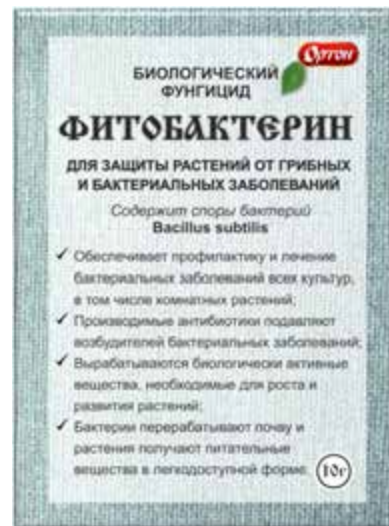 Ортон
БИОЛОГИЧЕСКИЙ
ФУНГИЦИД
ФИТОБАКТЕРИН
ДЛЯ ЗАЩИТЫ РАСТЕНИЙ ОТ ГРИБНЫХ
И БАКТЕРИАЛЬНЫХ ЗАБОЛЕВАНИЙ
Содержит споры бактерий
Bacillus subtilis
✓ Обеспечивает профилактику и лечение
бактериальных заболеваний всех культур,
в том числе комнатных растений;
✓ Производимые антибиотики подавляют
возбудителей бактериальных заболеваний;
✓ Вырабатываются биологически активные
вещества, необходимые для роста и
развития растений;
✓ Бактерии перерабатывают почву и
растения получают питательные
вещества в легкодоступной форме.
10г